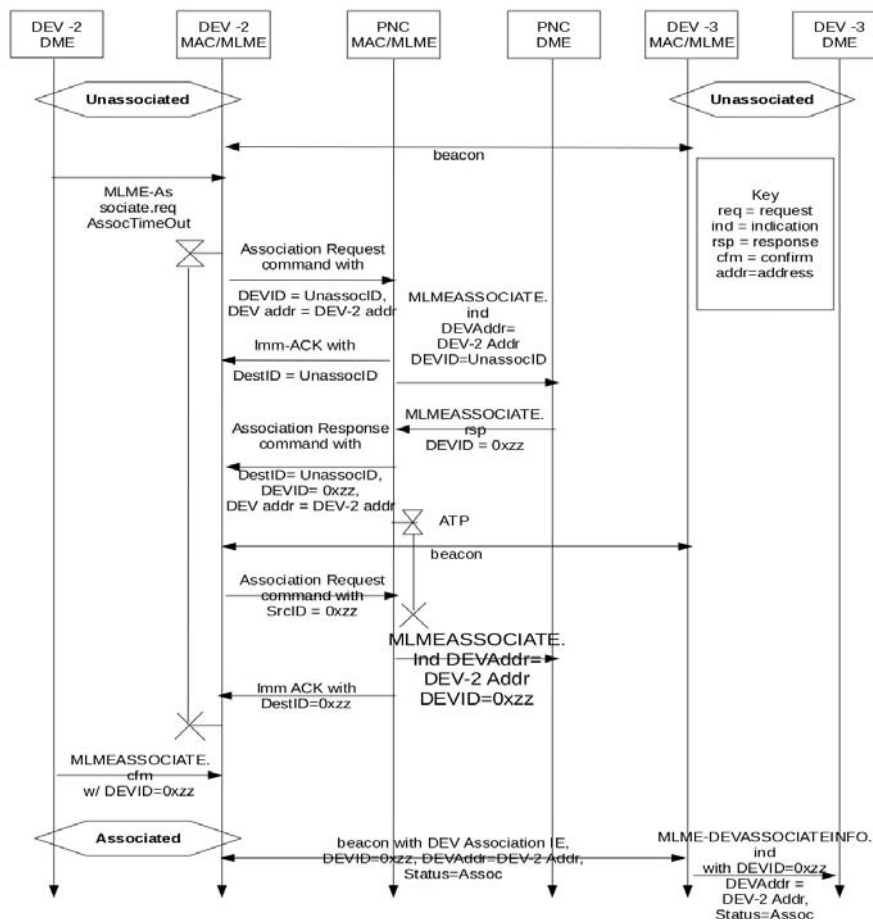 DEV -2
DME
DEV -2
MAC/MLME
PNC
MAC/MLME
PNC
DME
DEV -3
MAC/MLME
DEV -3
DME
Unassociated
Unassociated
beacon
MLME-As
sociate.req
AssocTimeOut
Key
req = request
ind = indication
rsp = response
cfm = confirm
addr=address
Association Request
command with
DEVID = UnassocID,
DEV addr = DEV-2 addr
MLMEASSOCIATE.
ind
DEVAddr=
DEV-2 Addr
DEVID=UnassocID
Imm-ACK with
DestID = UnassocID
MLMEASSOCIATE.
rsp
DEVID = 0xzz
Association Response
command with
DestID= UnassocID,
DEVID= 0xzz,
DEV addr = DEV-2 addr
ATP
beacon
Association Request
command with
SrcID = 0xzz
MLMEASSOCIATE.
Ind DEVAddr=
DEV-2 Addr
DEVID=0xzz
Imm ACK with
DestID=0xzz
MLMEASSOCIATE.
cfm
w/ DEVID=0xzz
Associated
beacon with DEV Association IE,
DEVID=0xzz, DEVAddr=DEV-2 Addr,
Status=Assoc
MLME-DEVASSOCIATEINFO.
ind
with DEVID=0xzz
DEVAddr =
DEV-2 Addr,
Status=Assoc